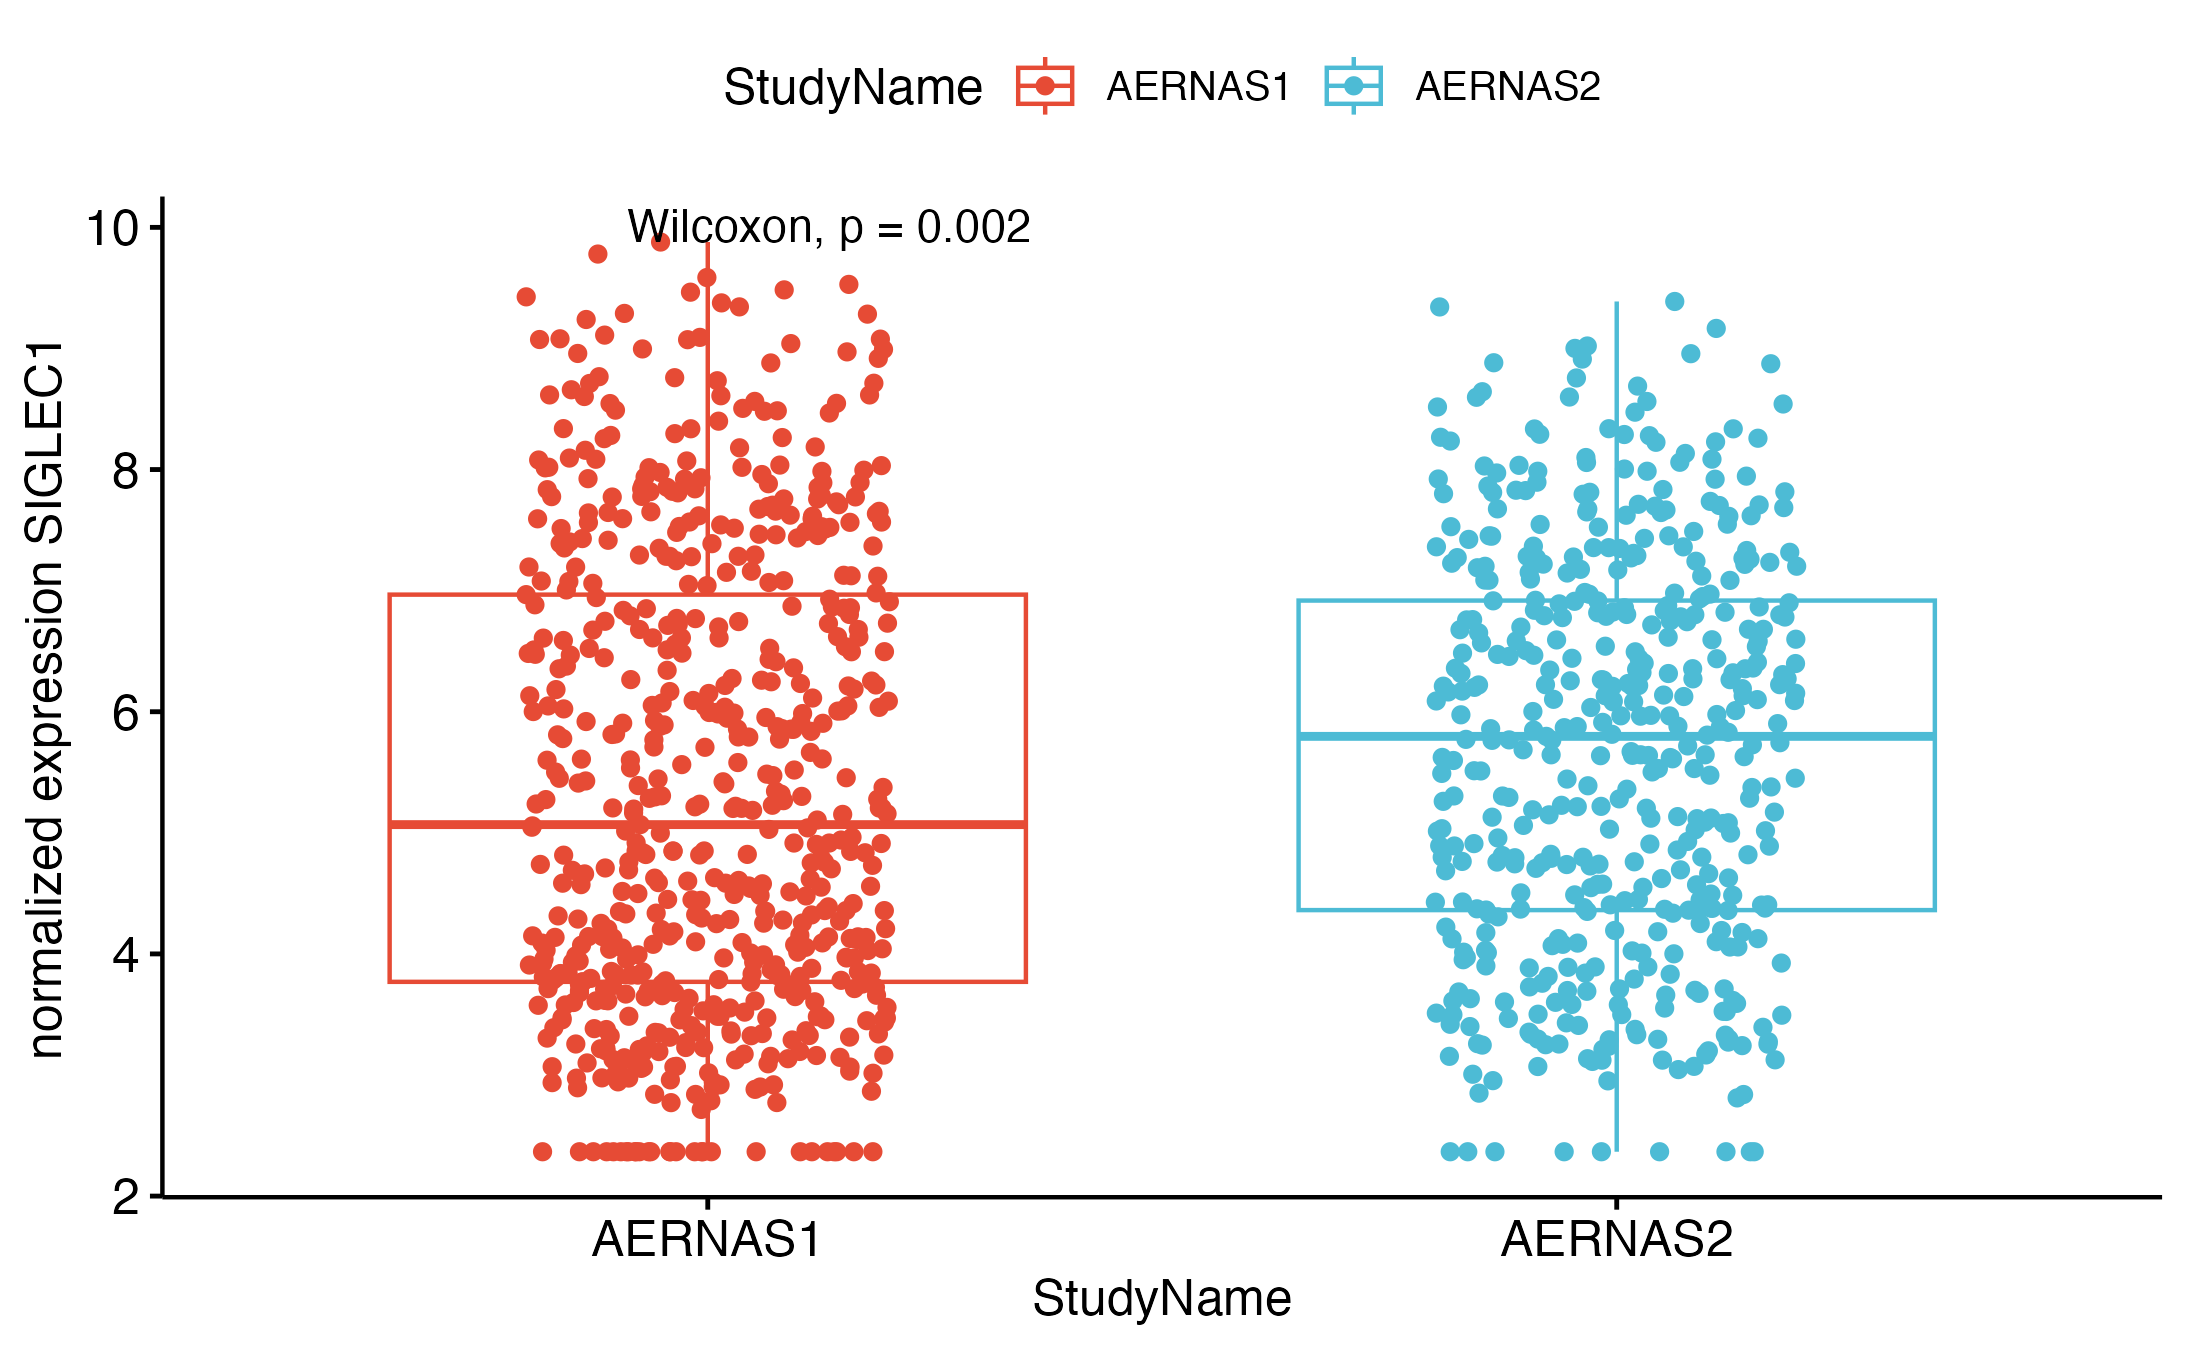 StudyName AERNAS1 AERNAS2
Wilcoxon, p = 0.002
normalized expression SIGLEC1
10
8
6
4
2
AERNAS1 AERNAS2
StudyName